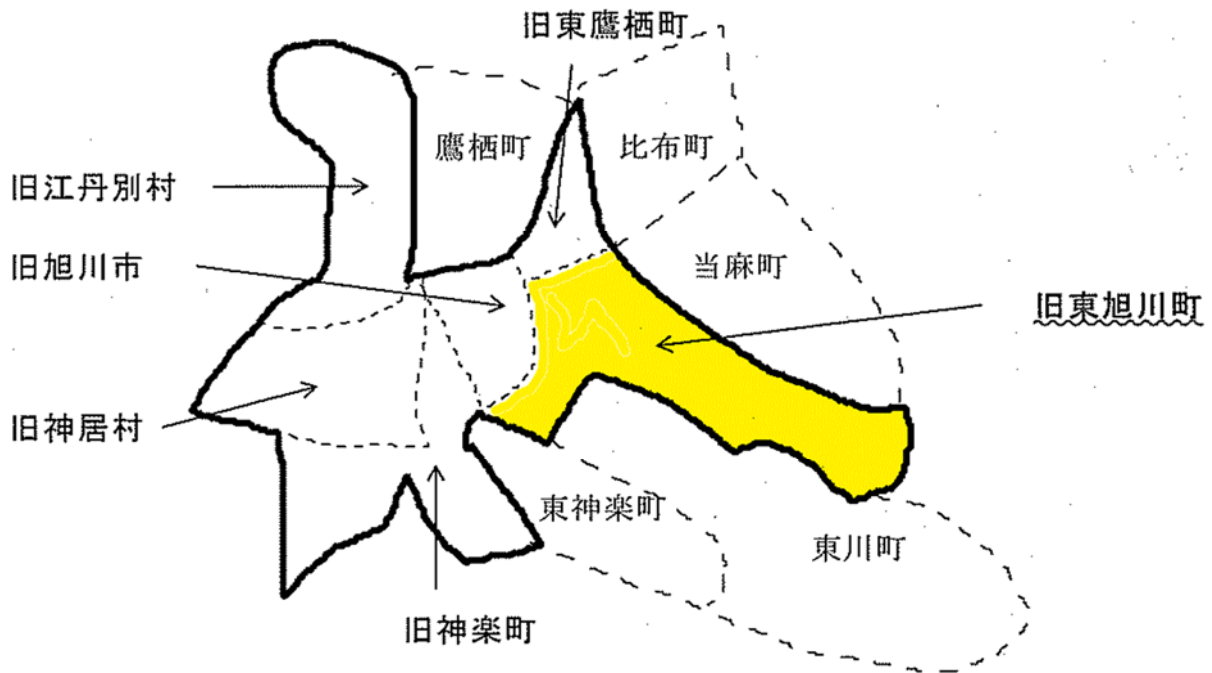 旧東鷹栖町
鷹栖町
比布町
旧江丹別村
旧旭川市
当麻町
旧東旭川町
旧神居村
東神楽町
東川町
旧神楽町